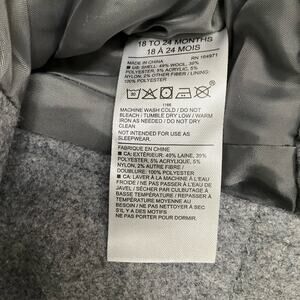 18 TO 24 MONTHS
18 À 24 MOIS
MADE IN CHINA RN 164971
US: SHELL: 49% WOOL, 39%
POLYESTER, 5% ACRYLIC, 5%
NYLON, 2% OTHER FIBER / LINING:
100% POLYESTER
1166
MACHINE WASH COLD / DO NOT
BLEACH / TUMBLE DRY LOW / WARM
IRON AS NEEDED / DO NOT DRY
CLEAN
NOT INTENDED FOR USE AS
SLEEPWEAR.
FABRIQUÉ EN CHINE
CA: EXTÉRIEUR: 49% LAINE, 39%
POLYESTER, 5% ACRYLIQUE, 5%
NYLON, 2% AUTRE FIBRE /
DOUBLURE: 100% POLYESTER
CA: LAVER À LA MACHINE À L'EAU
FROIDE / NE PAS PASSER À L'EAU
DE JAVEL / SÉCHER PAR CULBUTAGE À
BASSE TEMPÉRATURE / REPASSER À
TEMPÉRATURE MOYENNE AU
BESOIN / NE PAS NETTOYER À SEC
S'IL Y A DES MOTIFS
NE PAS PORTER POUR DORMIR.